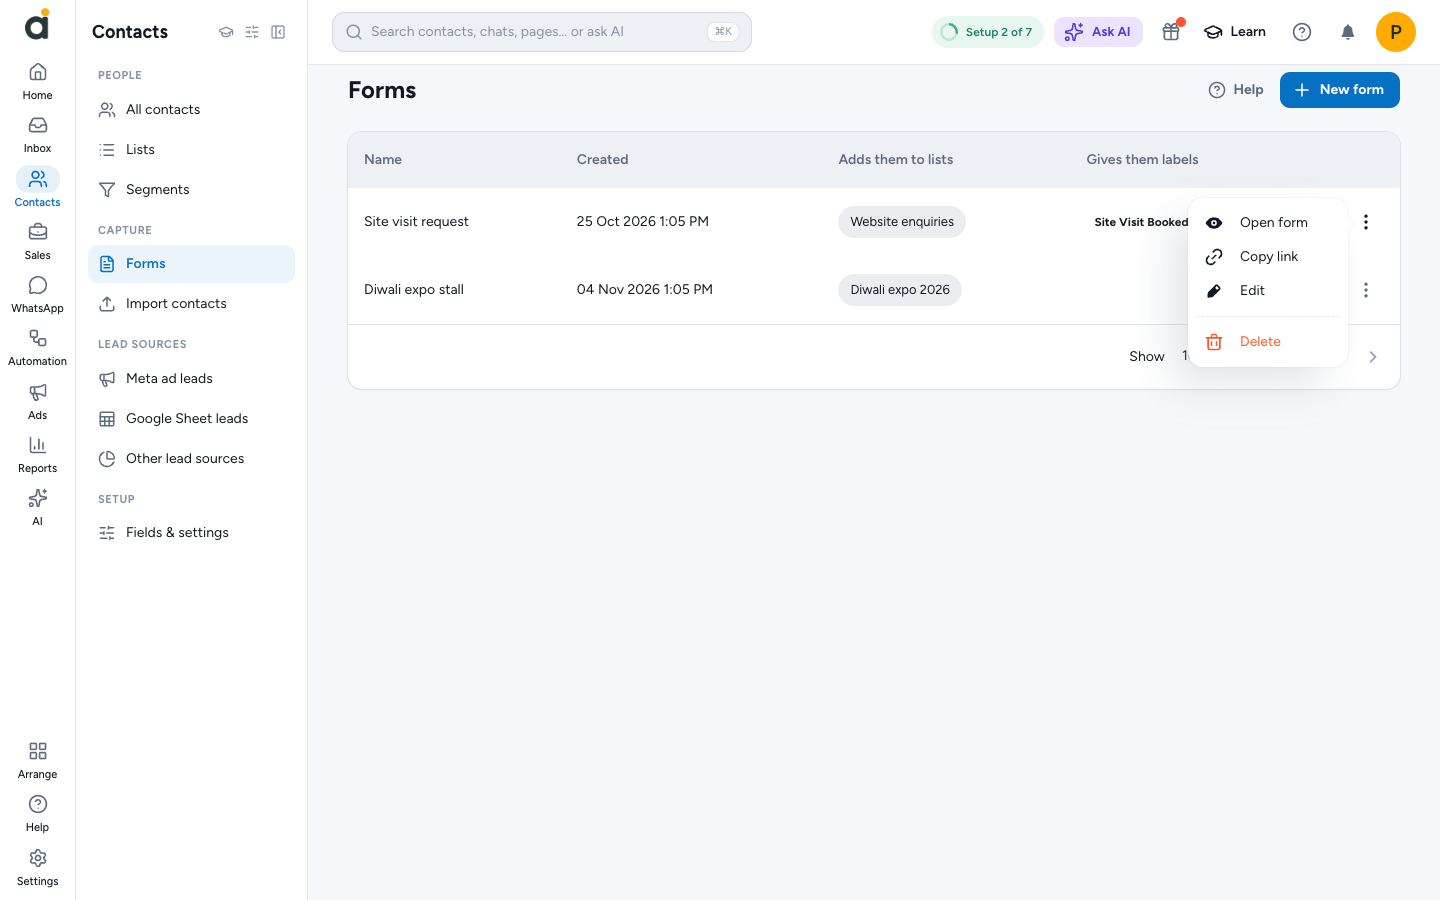 Contacts
Search contacts, chats, pages... or ask AI
⌘K
Setup 2 of 7
Ask AI
Learn
P
Home
Inbox
Contacts
Sales
WhatsApp
Automation
Ads
Reports
AI
Arrange
Help
Settings
PEOPLE
All contacts
Lists
Segments
CAPTURE
Forms
Import contacts
LEAD SOURCES
Meta ad leads
Google Sheet leads
Other lead sources
SETUP
Fields & settings
Forms
Help
New form
Name Created Adds them to lists Gives them labels
Site visit request 25 Oct 2026 1:05 PM Website enquiries Site Visit Booked
Diwali expo stall 04 Nov 2026 1:05 PM Diwali expo 2026
Show
Open form
Copy link
Edit
Delete